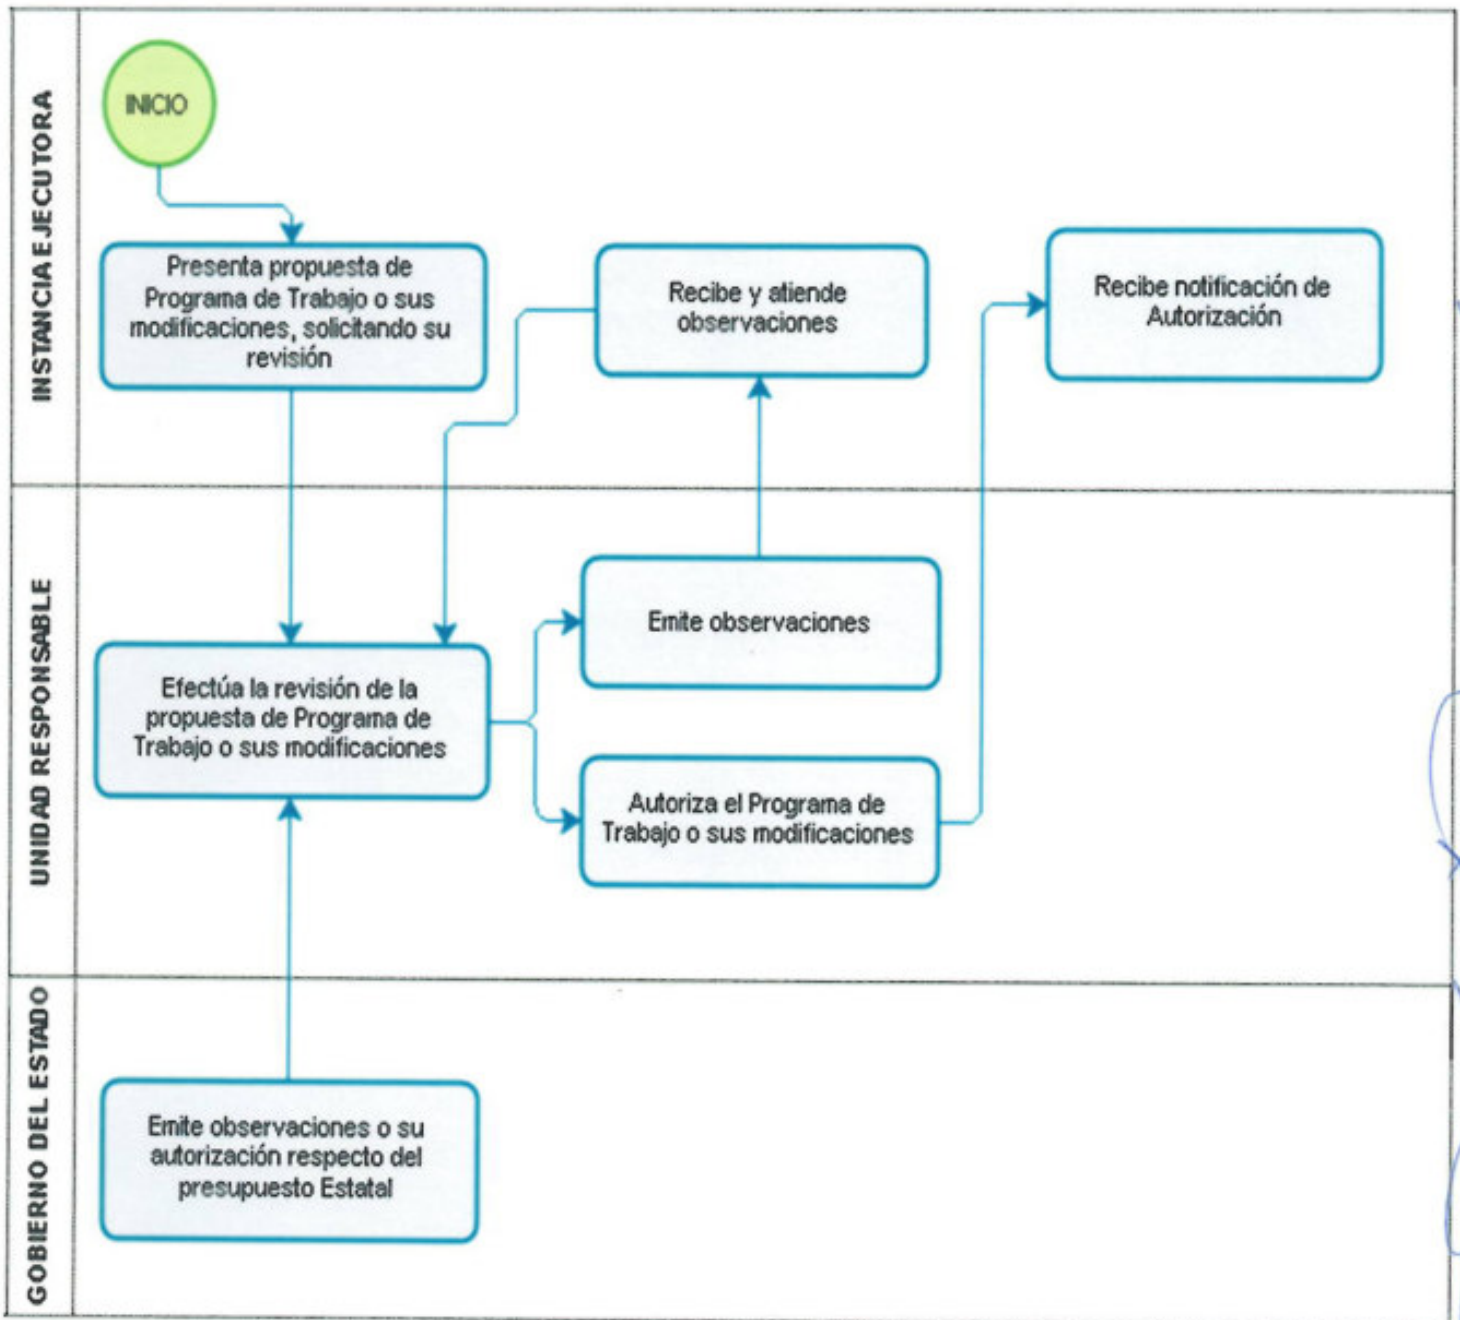 INSTANCIA EJECUTORA
INICIO
Presenta propuesta de
Programa de Trabajo o sus
modificaciones, solicitando su
revisión
Recibe y atiende
observaciones
Recibe notificación de
Autorización
UNIDAD RESPONSABLE
Efectúa la revisión de la
propuesta de Programa de
Trabajo o sus modificaciones
Emite observaciones
Autoriza el Programa de
Trabajo o sus modificaciones
GOBIERNO DEL ESTADO
Emite observaciones o su
autorización respecto del
presupuesto Estatal